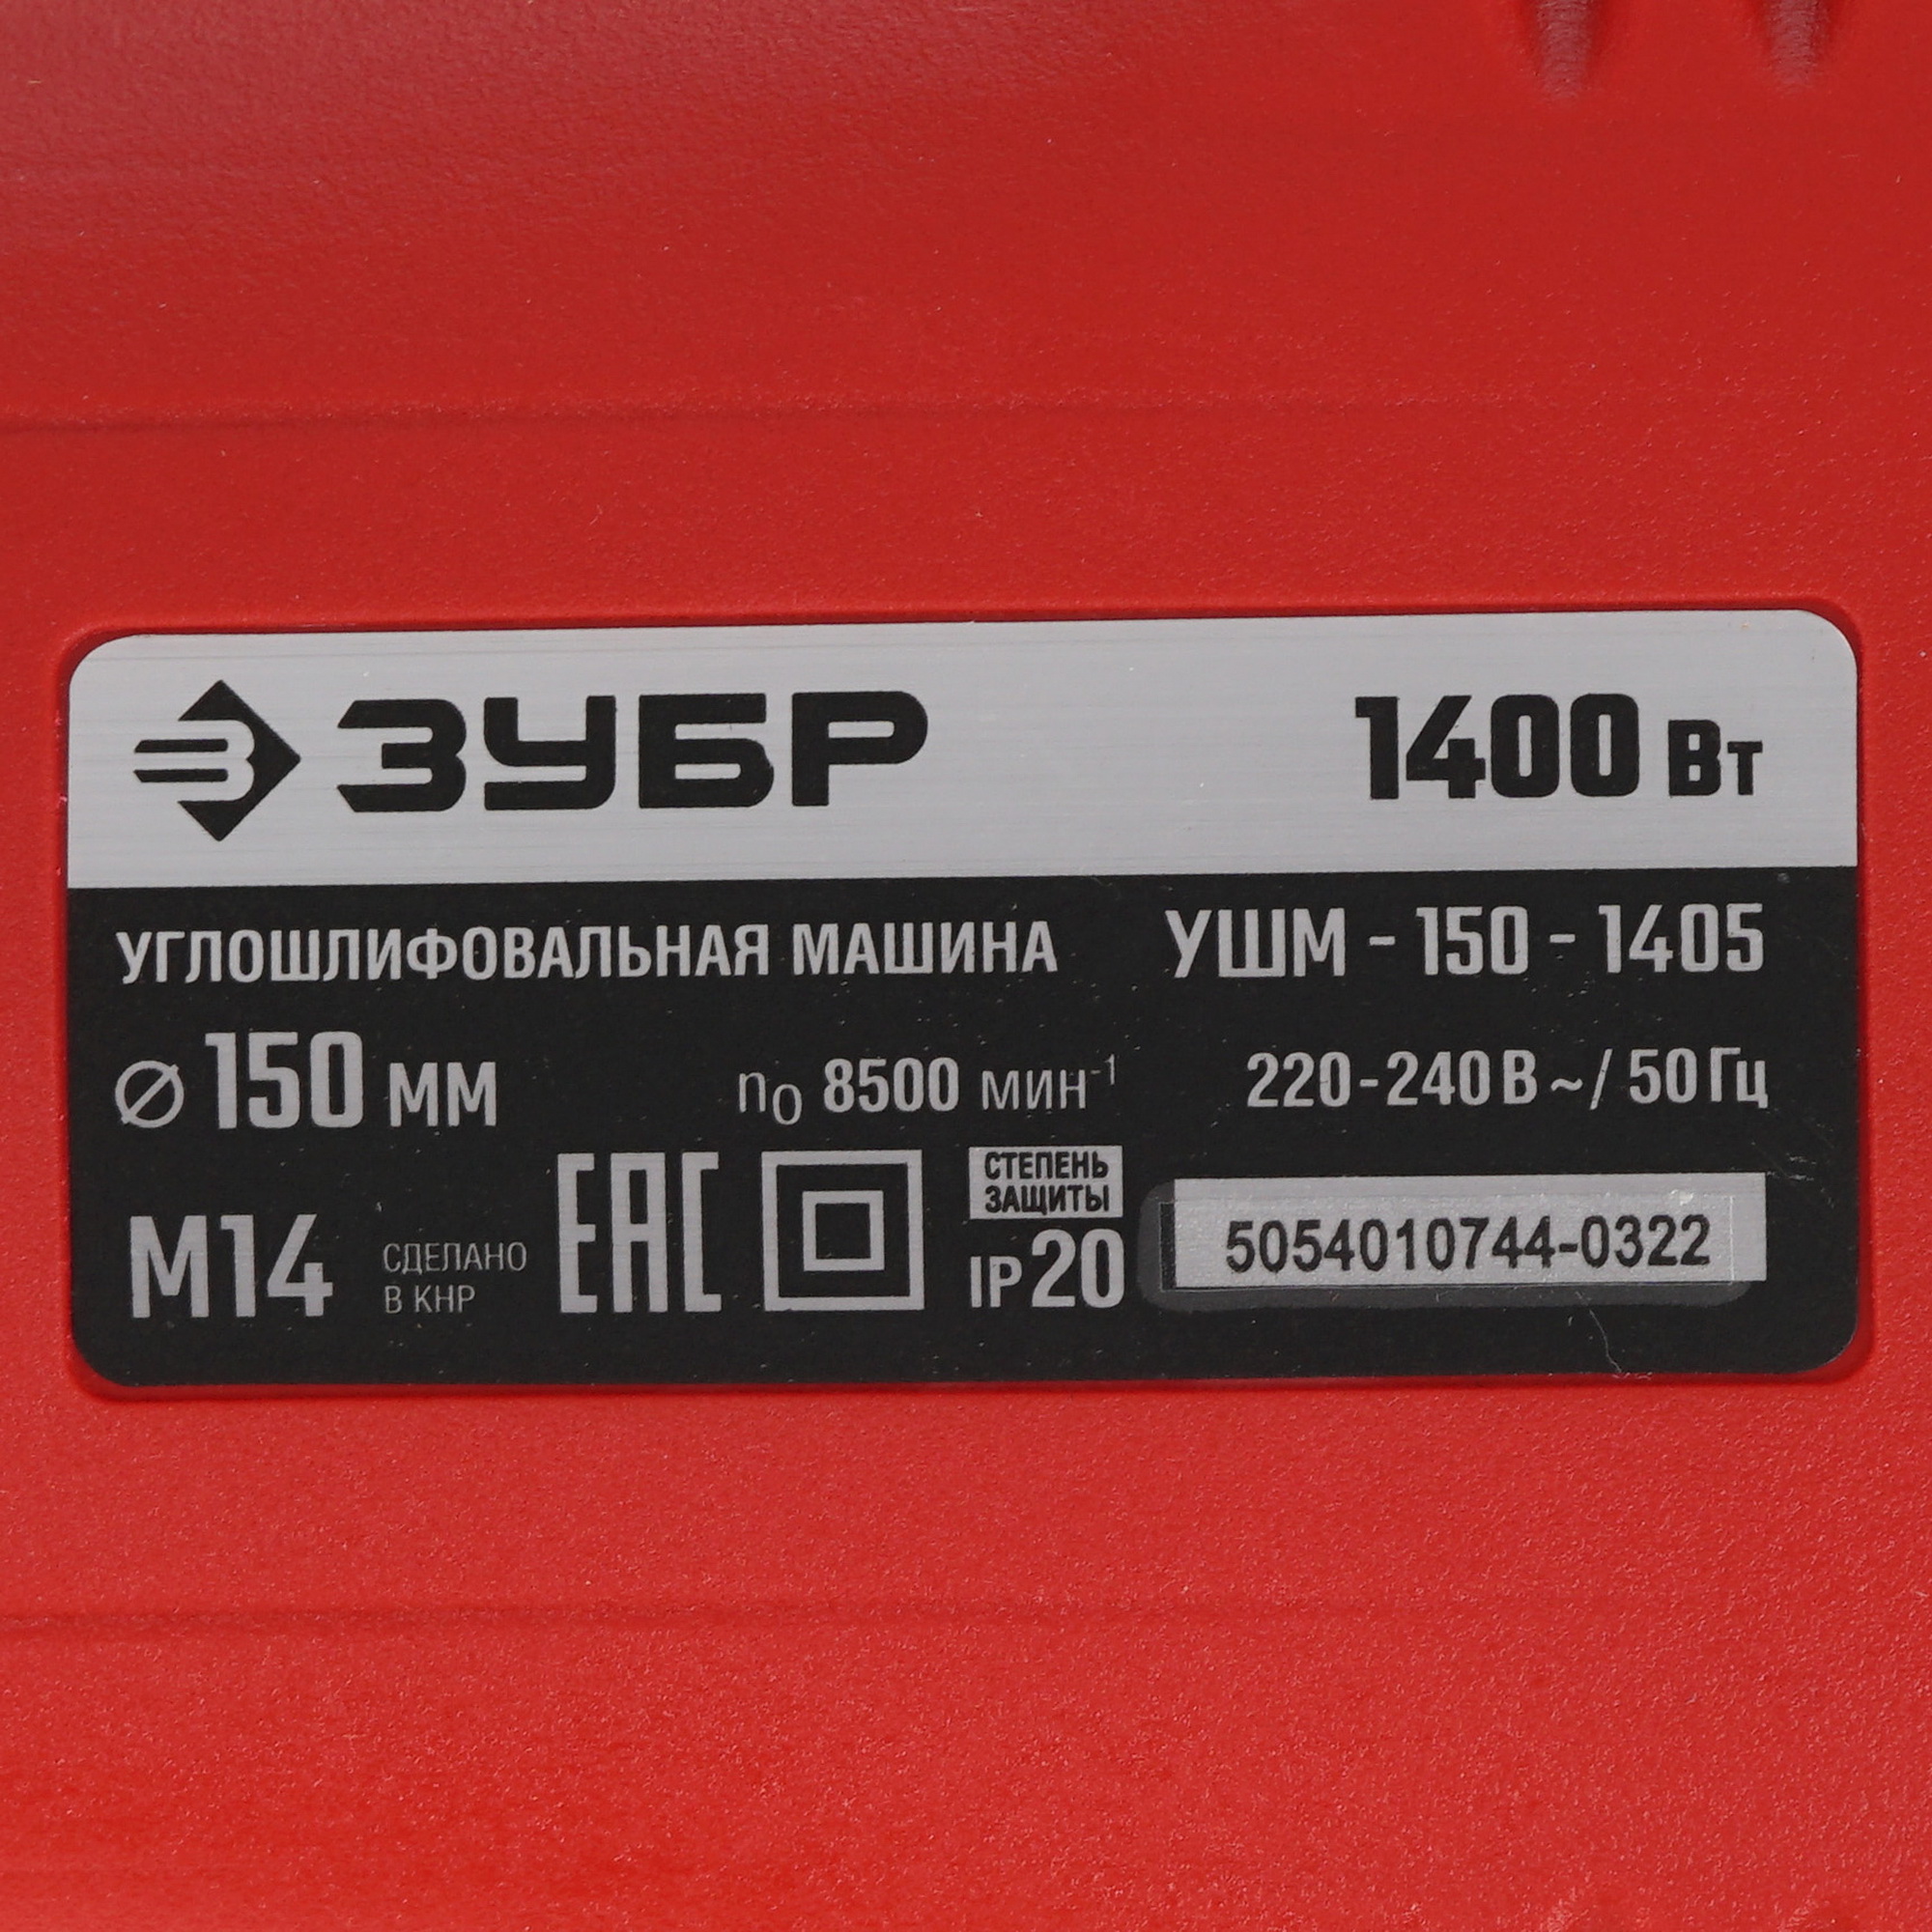 ЗУБР 1400 Вт
УГЛОШЛИФОВАЛЬНАЯ МАШИНА УШМ - 150 - 1405
⌀ 150 ММ n₀ 8500 МИН⁻¹ 220-240 В ~ / 50 Гц
М14 СДЕЛАНО
В КНР
EAC
СТЕПЕНЬ
ЗАЩИТЫ
IP20
5054010744-0322